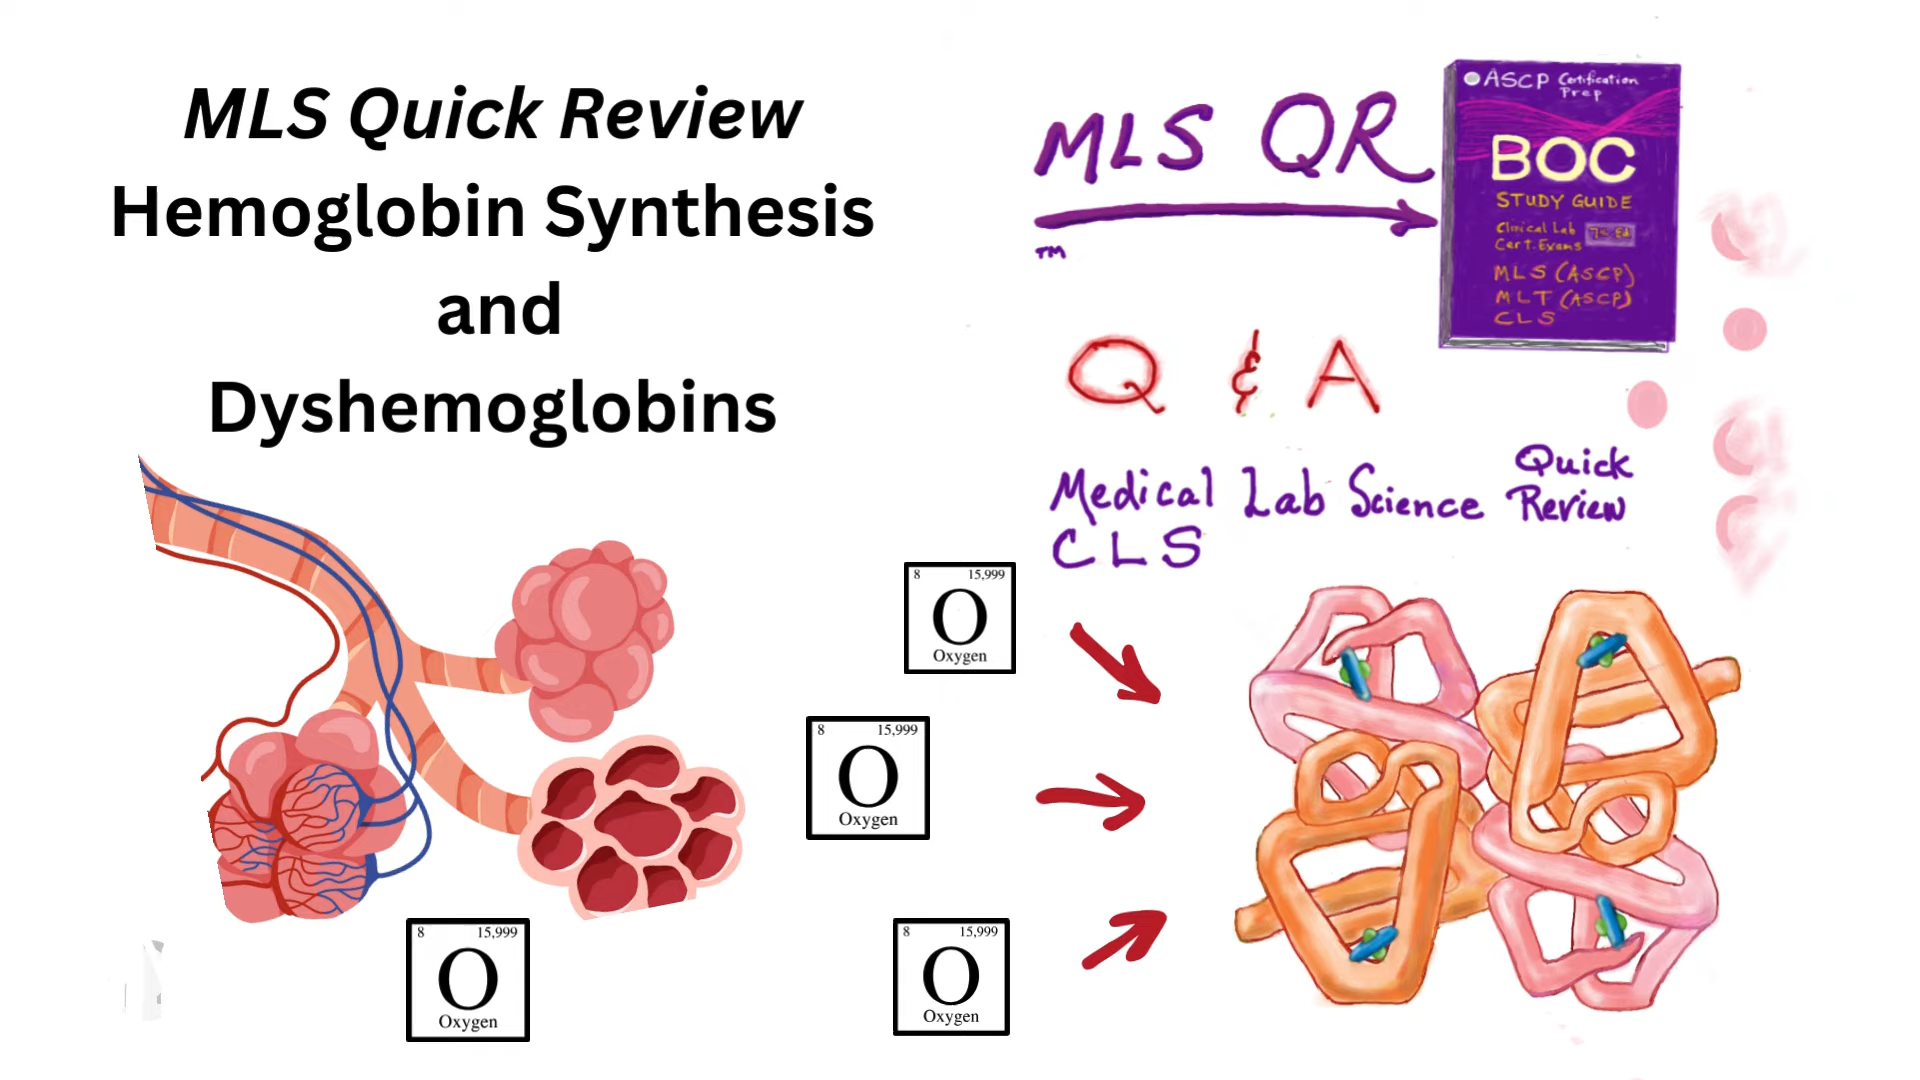 MLS Quick Review
Hemoglobin Synthesis
and
Dyshemoglobins
MLS QR
TM
ASCP Certification
Prep
BOC
STUDY GUIDE
Clinical Lab 7th Ed
Cert. Exams
MLS (ASCP)
MLT (ASCP)
CLS
Q & A
Medical Lab Science Quick
Review
CLS
8 15,999
O
Oxygen
8 15,999
O
Oxygen
8 15,999
O
Oxygen
8 15,999
O
Oxygen